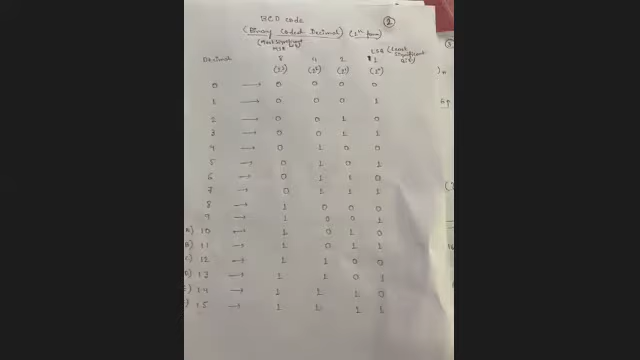 BCD code
②
(Binary Coded Decimal) (1st form)
(Most Significant
MSB
LSB (Least
Significant
Bit)
Decimal 8 4 2 1
(2³) (2²) (2¹) (2⁰)
0 → 0 0 0 0
1 → 0 0 0 1
2 → 0 0 1 0
3 → 0 0 1 1
4 → 0 1 0 0
5 → 0 1 0 1
6 → 0 1 1 0
7 → 0 1 1 1
8 → 1 0 0 0
9 → 1 0 0 1
A) 10 → 1 0 1 0
B) 11 → 1 0 1 1
C) 12 → 1 1 0 0
D) 13 → 1 1 0 1
E) 14 → 1 1 1 0
) 15 → 1 1 1 1